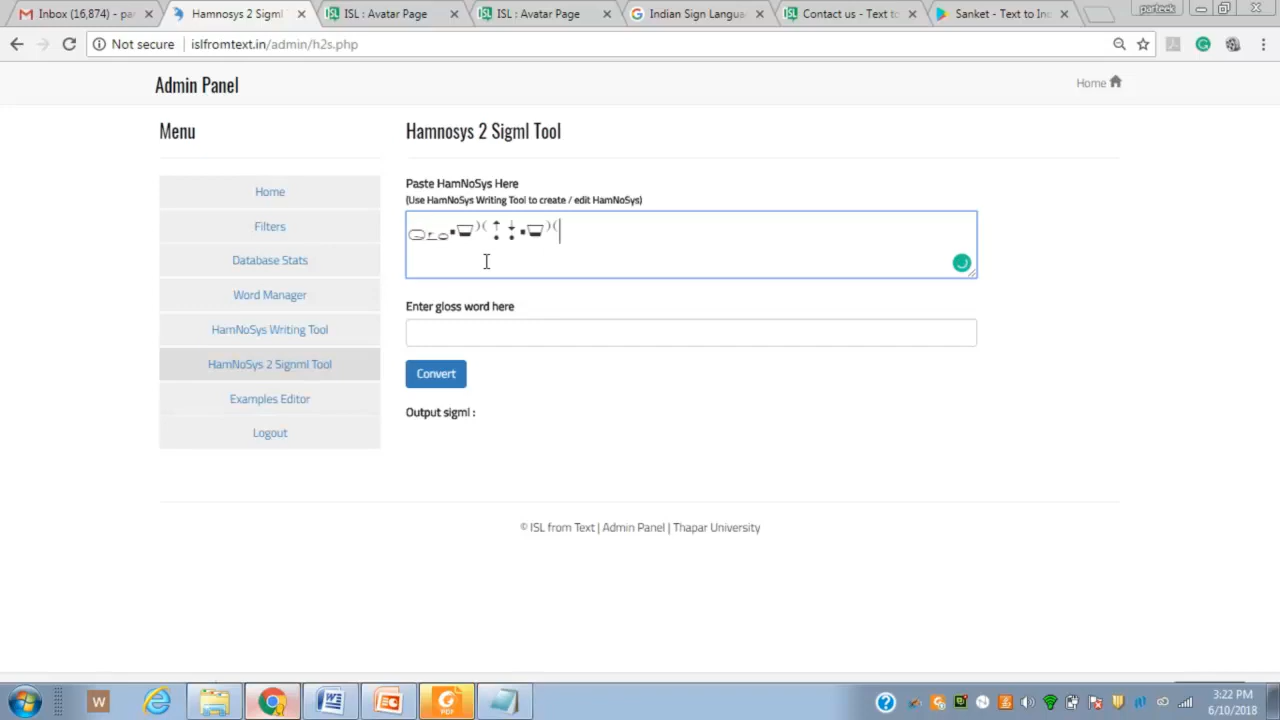 Inbox (16,874) - pa
Hamnosys 2 Sigml
ISL : Avatar Page
ISL : Avatar Page
Indian Sign Langua
Contact us - Text to
Sanket - Text to In
parteek
Not secure
islfromtext.in/admin/h2s.php
Admin Panel
Home
Menu
Hamnosys 2 Sigml Tool
Home
Filters
Database Stats
Word Manager
HamNoSys Writing Tool
HamNoSys 2 Signml Tool
Examples Editor
Logout
Paste HamNoSys Here
(Use HamNoSys Writing Tool to create / edit HamNoSys)
Enter gloss word here
Convert
Output sigml :
© ISL from Text | Admin Panel | Thapar University
3:22 PM
6/10/2018